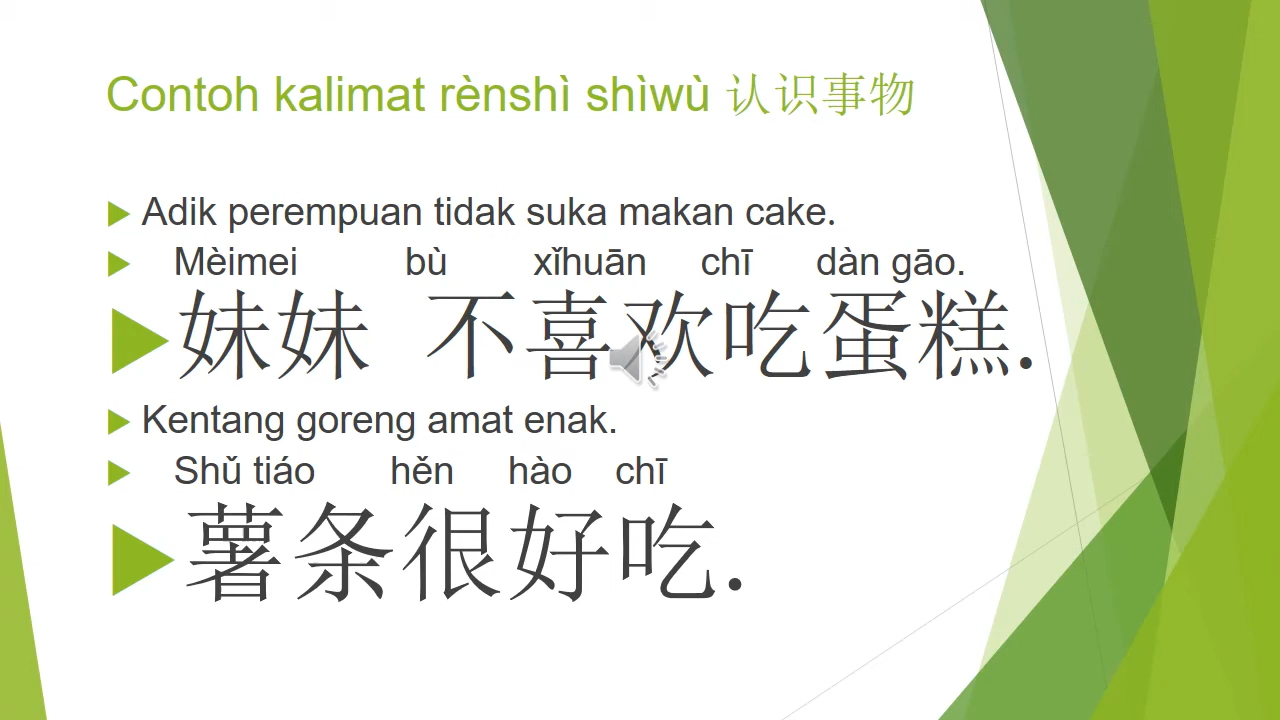 Contoh kalimat rènshì shìwù 认识事物
Adik perempuan tidak suka makan cake.
Mèimei bù xǐhuān chī dàn gāo.
妹妹 不喜欢吃蛋糕.
Kentang goreng amat enak.
Shǔ tiáo hěn hào chī
薯条很好吃.